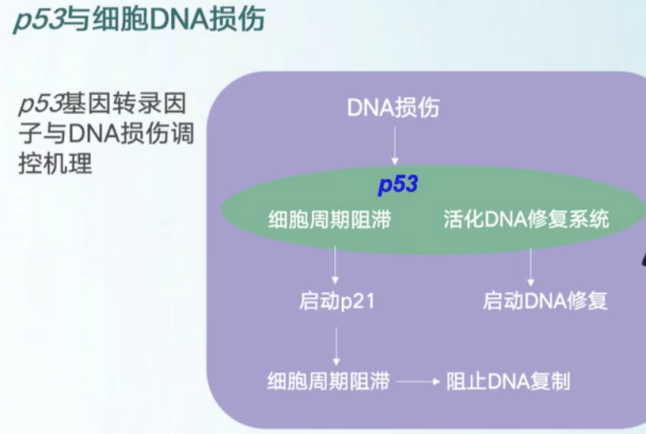 p53与细胞DNA损伤
p53基因转录因
子与DNA损伤调
控机理
DNA损伤
p53
细胞周期阻滞 活化DNA修复系统
启动p21 启动DNA修复
细胞周期阻滞 阻止DNA复制